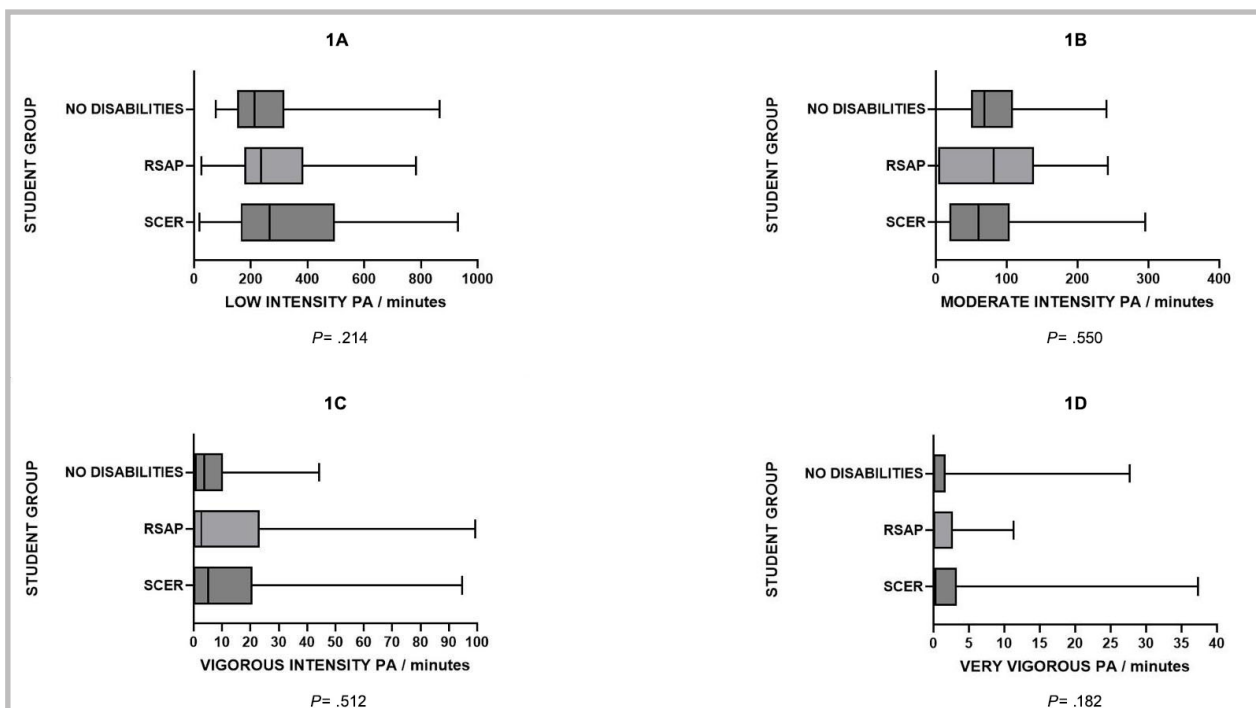 1A
STUDENT GROUP
NO DISABILITIES
RSAP
SCER
0 200 400 600 800 1000
LOW INTENSITY PA / minutes
P= .214
1B
STUDENT GROUP
NO DISABILITIES
RSAP
SCER
0 100 200 300 400
MODERATE INTENSITY PA / minutes
P= .550
1C
STUDENT GROUP
NO DISABILITIES
RSAP
SCER
0 10 20 30 40 50 60 70 80 90 100
VIGOROUS INTENSITY PA / minutes
P= .512
1D
STUDENT GROUP
NO DISABILITIES
RSAP
SCER
0 5 10 15 20 25 30 35 40
VERY VIGOROUS PA / minutes
P= .182